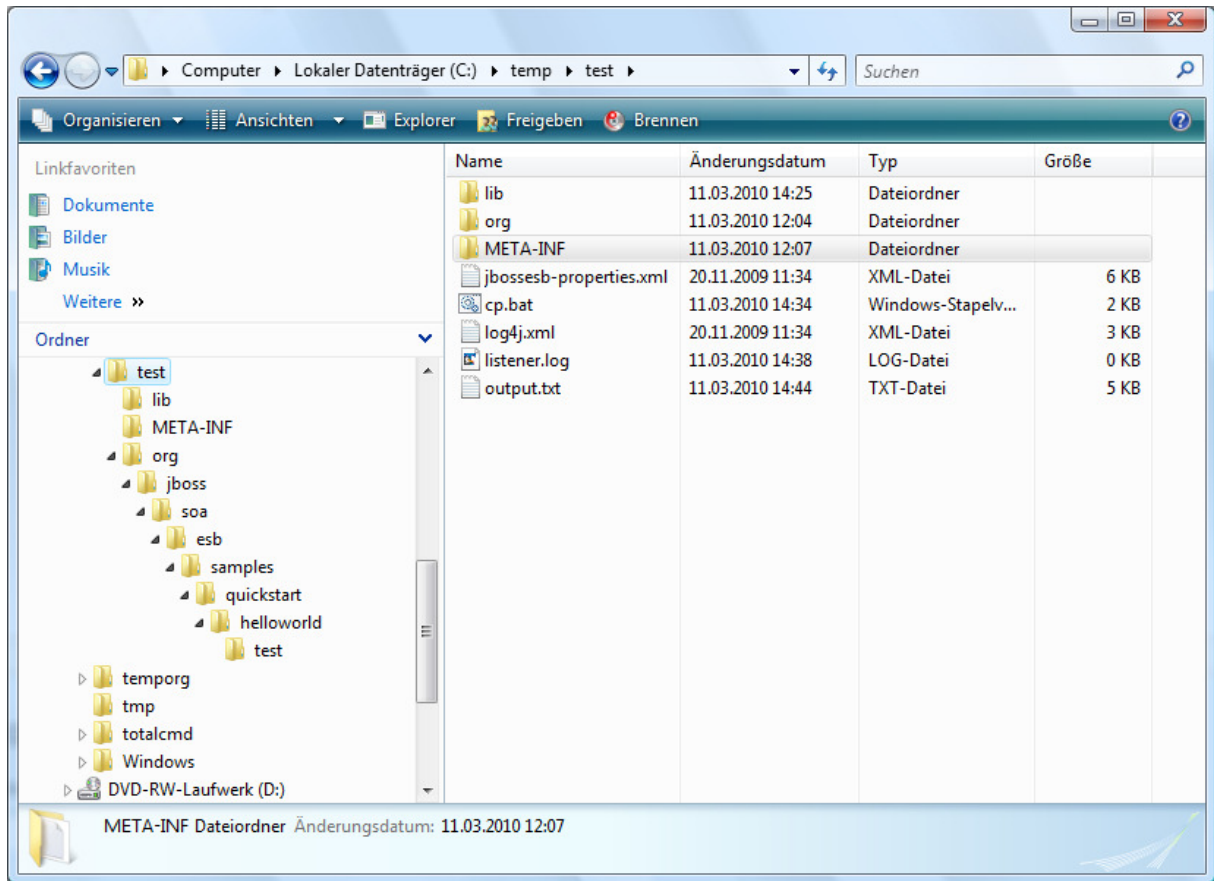 Computer Lokaler Datenträger (C:) temp test
Suchen
Organisieren Ansichten Explorer Freigeben Brennen
Linkfavoriten
Dokumente
Bilder
Musik
Weitere »
Ordner
test
lib
META-INF
org
jboss
soa
esb
samples
quickstart
helloworld
test
temporg
tmp
totalcmd
Windows
DVD-RW-Laufwerk (D:)
Name Änderungsdatum Typ Größe
lib 11.03.2010 14:25 Dateiordner
org 11.03.2010 12:04 Dateiordner
META-INF 11.03.2010 12:07 Dateiordner
jbossesb-properties.xml 20.11.2009 11:34 XML-Datei 6 KB
cp.bat 11.03.2010 14:34 Windows-Stapelv... 2 KB
log4j.xml 20.11.2009 11:34 XML-Datei 3 KB
listener.log 11.03.2010 14:38 LOG-Datei 0 KB
output.txt 11.03.2010 14:44 TXT-Datei 5 KB
META-INF Dateiordner Änderungsdatum: 11.03.2010 12:07